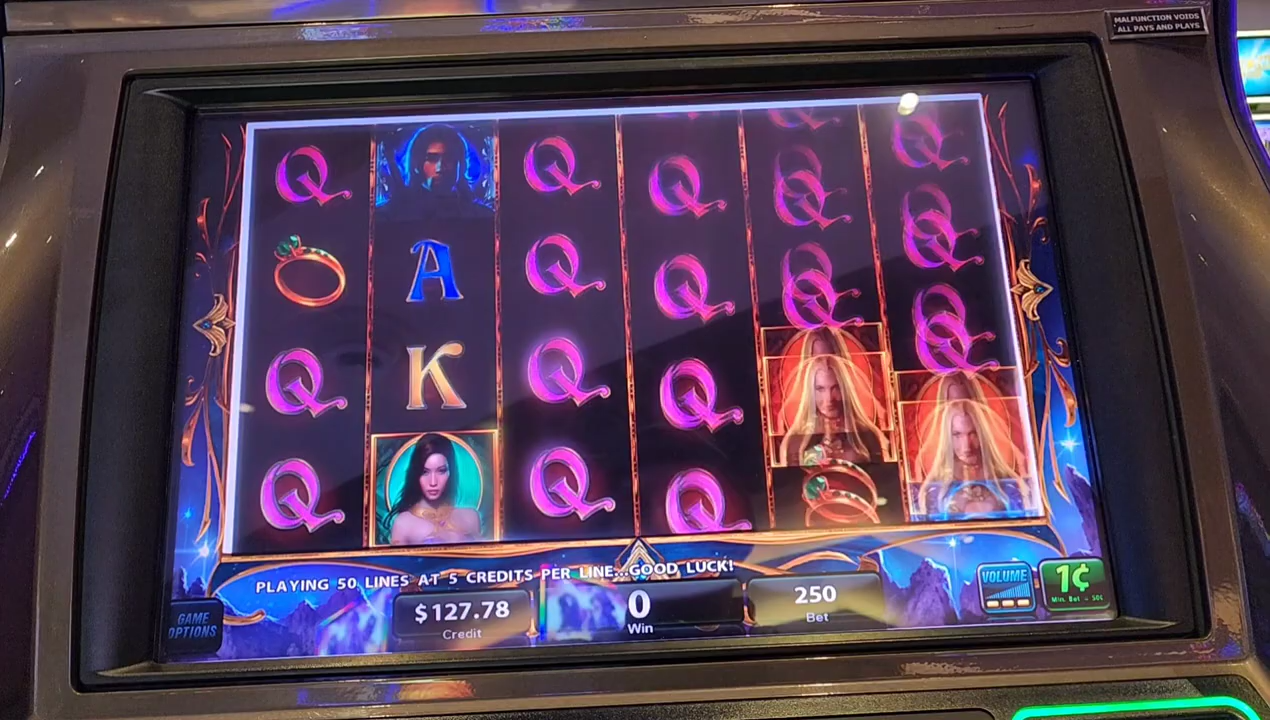 MALFUNCTION VOIDS
ALL PAYS AND PLAYS
Q Q Q Q Q
A Q Q Q Q
Q K Q Q Q
Q Q Q
PLAYING 50 LINES AT 5 CREDITS PER LINE...GOOD LUCK!
GAME
OPTIONS
$127.78
Credit
0
Win
250
Bet
VOLUME
1¢
Min. Bet - 50¢